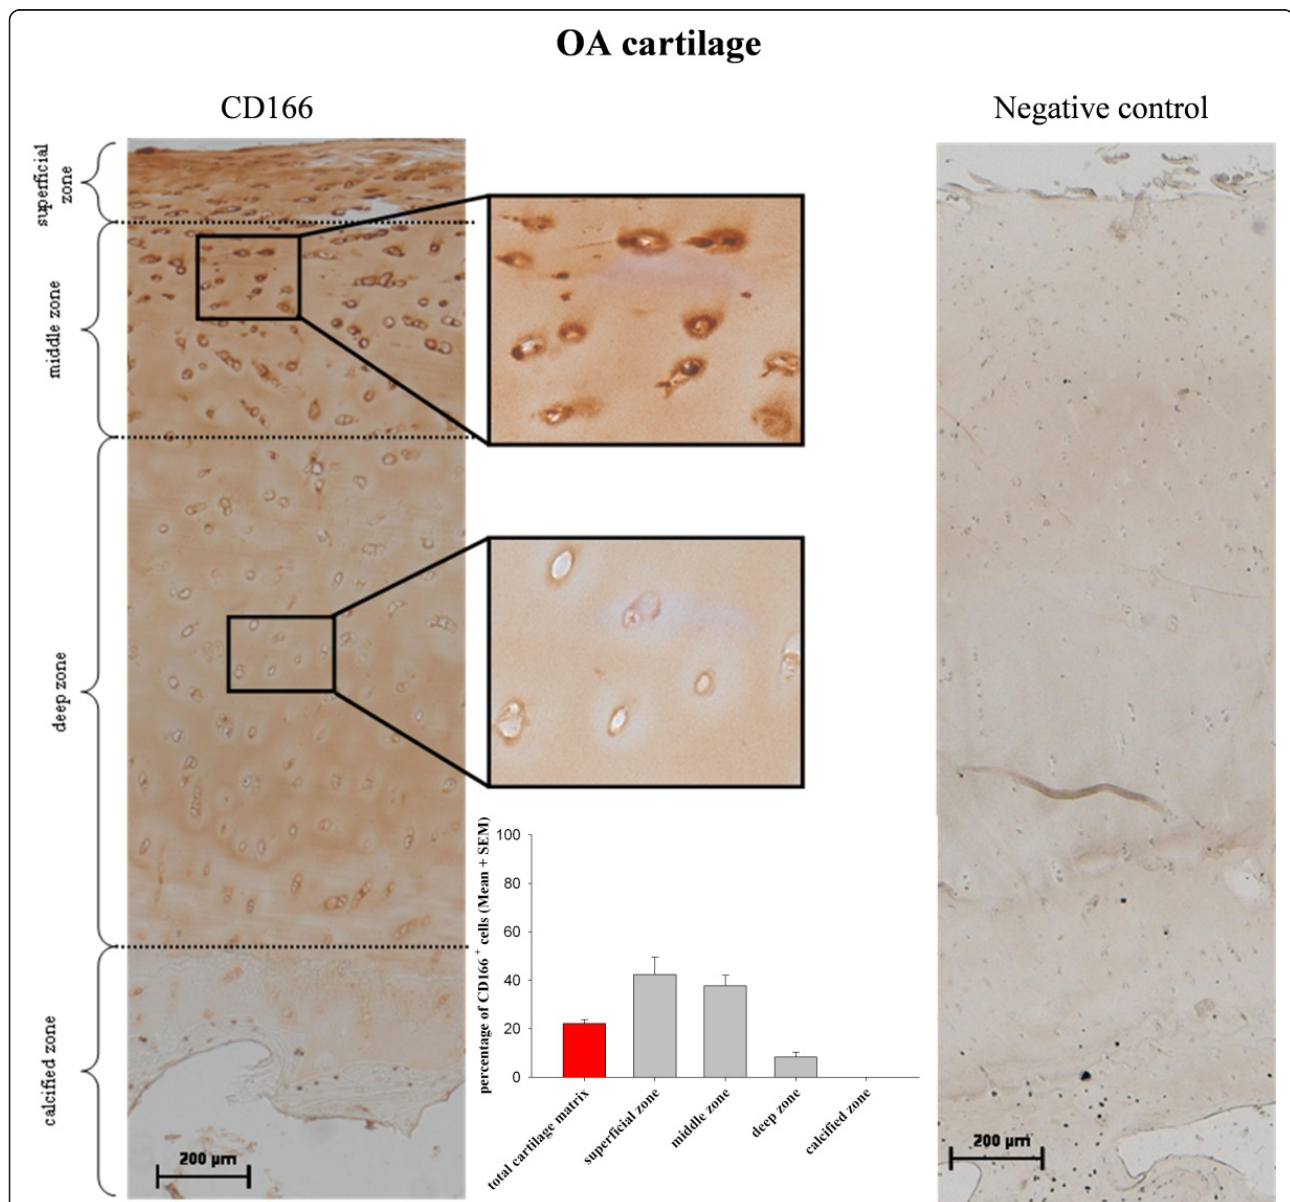 OA cartilage
CD166
Negative control
superficial
zone
middle zone
deep zone
calcified zone
percentage of CD166 + cells (Mean + SEM)
100
80
60
40
20
0
total cartilage matrix
superficial zone
middle zone
deep zone
calcified zone
200 µm
200 µm